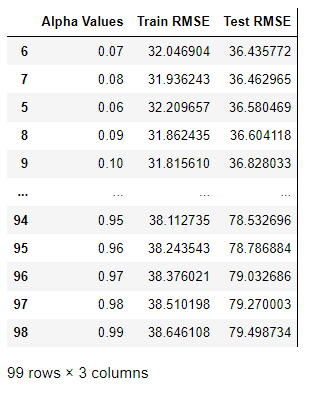 Alpha Values Train RMSE Test RMSE
6 0.07 32.046904 36.435772
7 0.08 31.936243 36.462965
5 0.06 32.209657 36.580469
8 0.09 31.862435 36.604118
9 0.10 31.815610 36.828033
... ... ... ...
94 0.95 38.112735 78.532696
95 0.96 38.243543 78.786884
96 0.97 38.376021 79.032686
97 0.98 38.510198 79.270003
98 0.99 38.646108 79.498734
99 rows × 3 columns